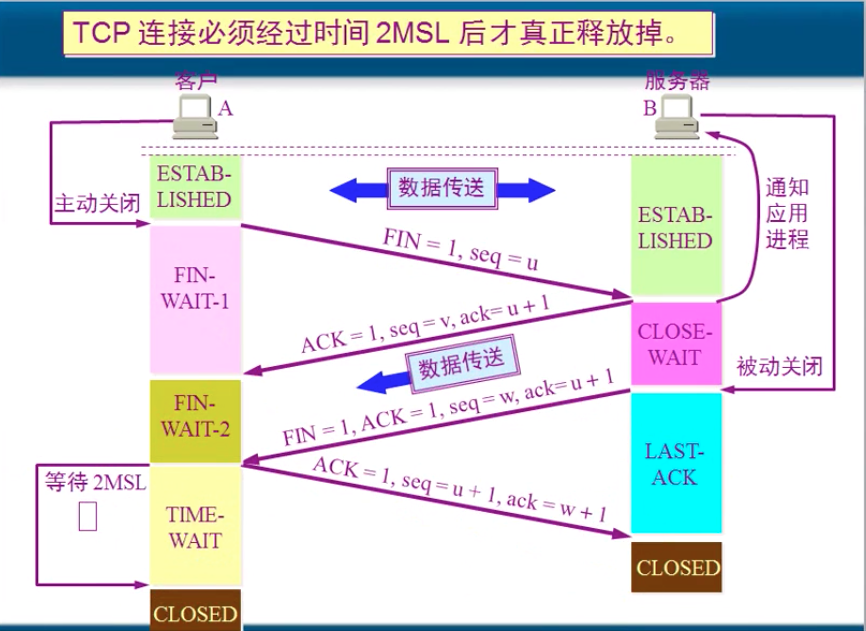 TCP 连接必须经过时间 2MSL 后才真正释放掉。
客户
A
服务器
B
ESTAB-
LISHED
数据传送
主动关闭
通知
应用
进程
ESTAB-
LISHED
FIN = 1, seq = u
FIN-
WAIT-1
ACK = 1, seq = v, ack= u + 1
CLOSE-
WAIT
数据传送
被动关闭
FIN-
WAIT-2
FIN = 1, ACK = 1, seq = w, ack= u + 1
LAST-
ACK
ACK = 1, seq = u + 1, ack = w + 1
等待 2MSL
TIME-
WAIT
CLOSED
CLOSED